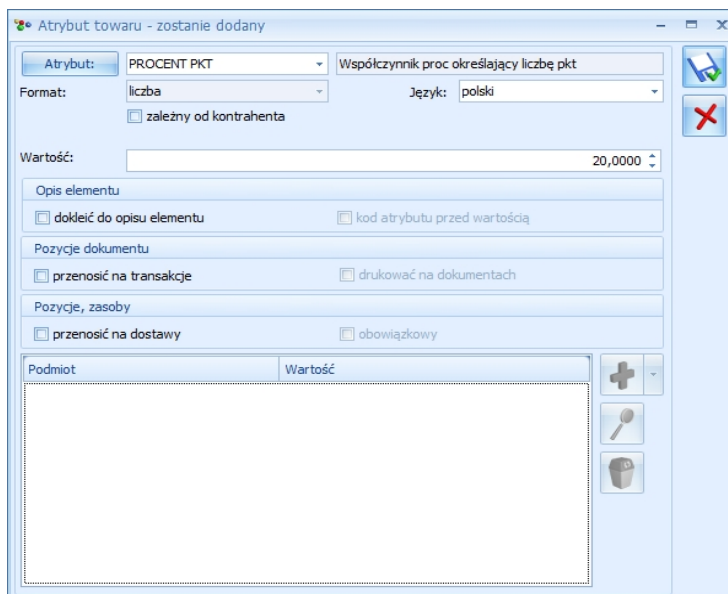 Atrybut towaru - zostanie dodany
Atrybut: PROCENT PKT Współczynnik proc określający liczbę pkt
Format: liczba Język: polski
zależny od kontrahenta
Wartość: 20,0000
Opis elementu
dokleić do opisu elementu kod atrybutu przed wartością
Pozycje dokumentu
przenosić na transakcje drukować na dokumentach
Pozycje, zasoby
przenosić na dostawy obowiązkowy
Podmiot Wartość